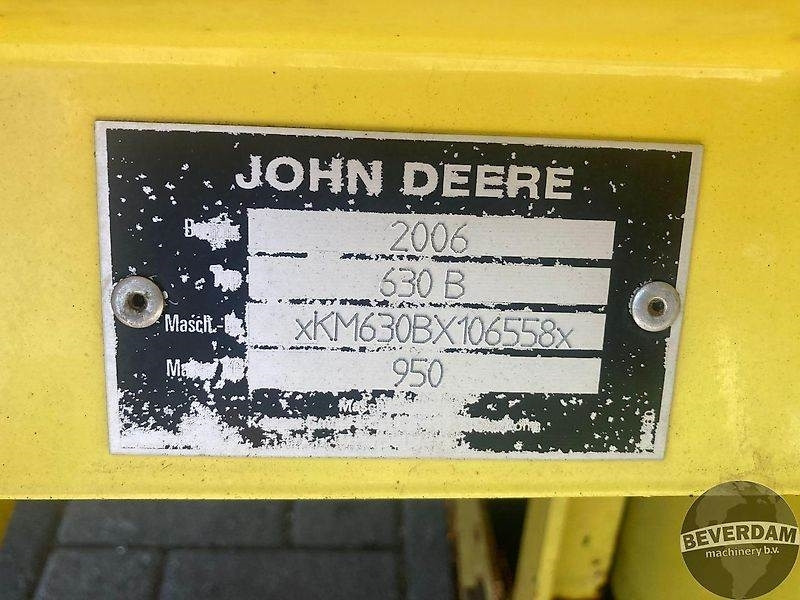 JOHN DEERE
2006
630 B
Masch.-
xKM630BX106558x
950
BEVERDAM
machinery b.v.